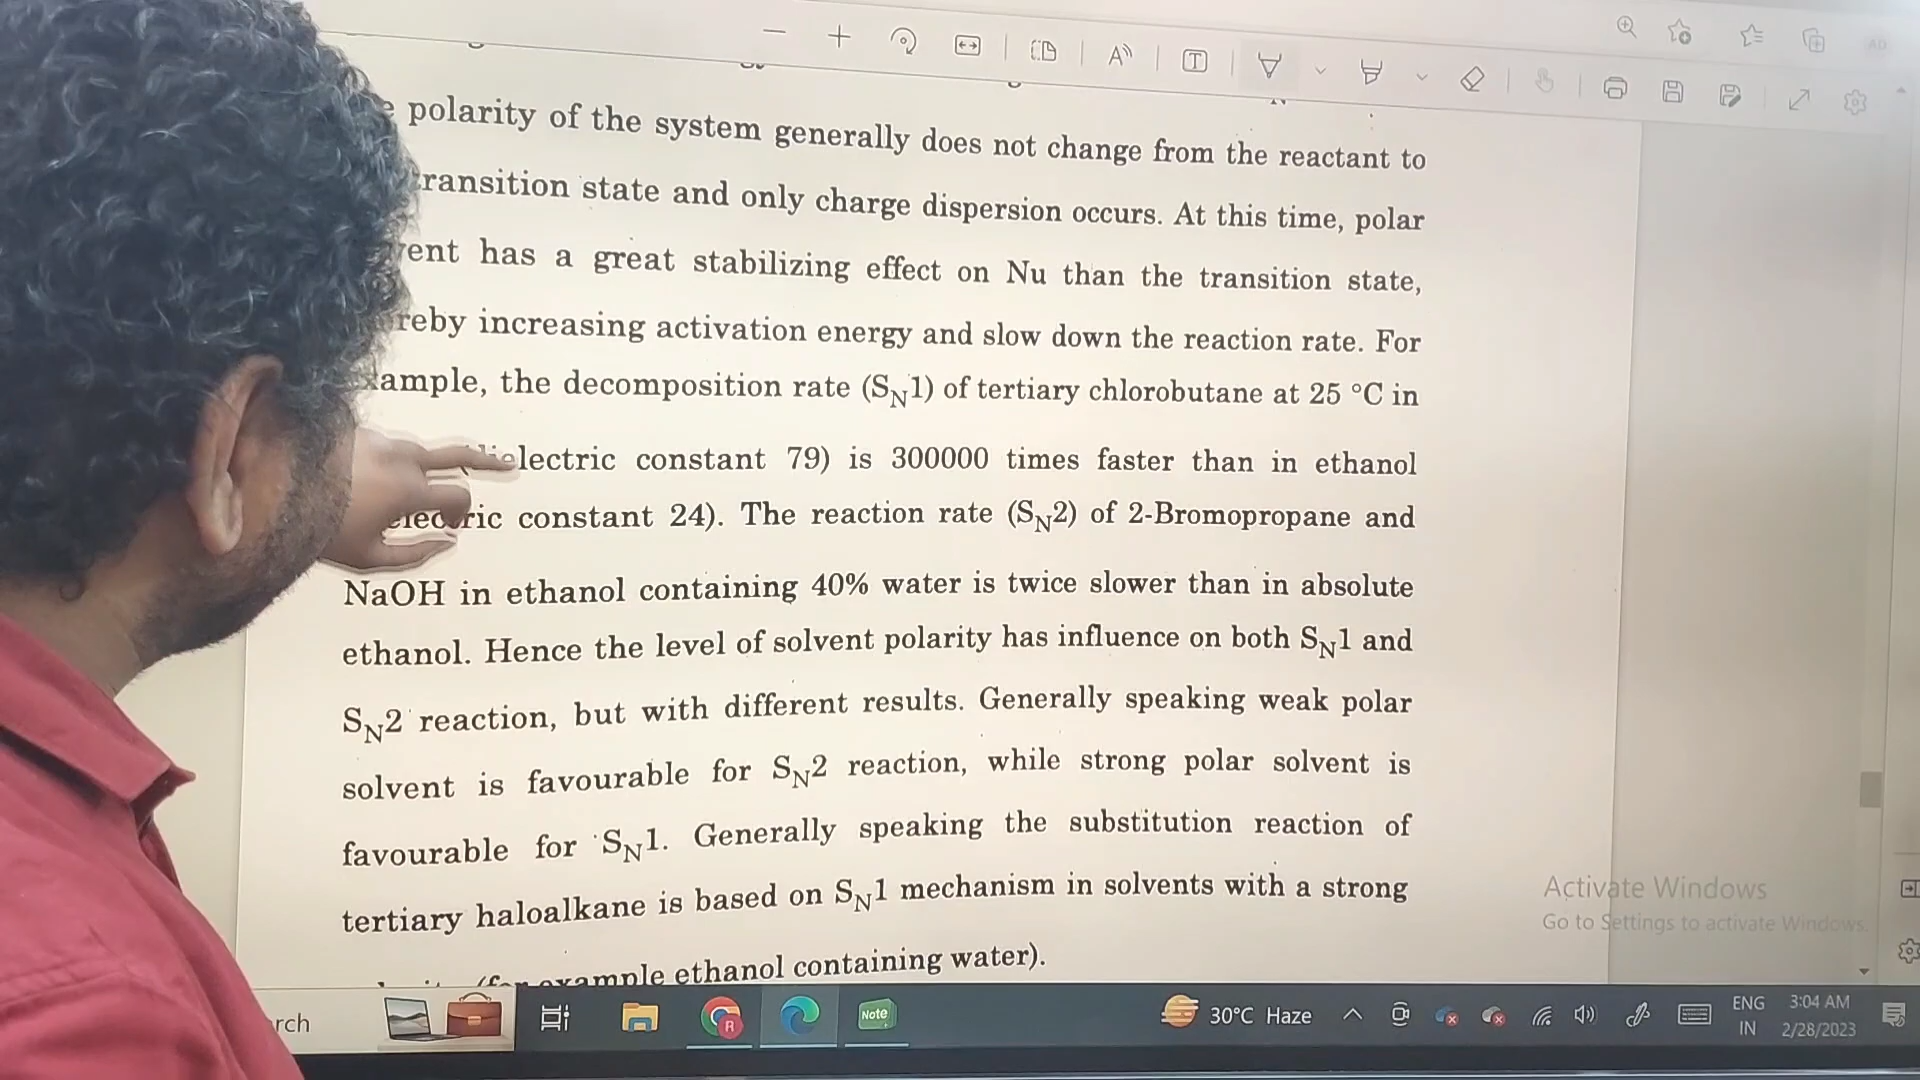 polarity of the system generally does not change from the reactant to
transition state and only charge dispersion occurs. At this time, polar
has a great stabilizing effect on Nu than the transition state,
increasing activation energy and slow down the reaction rate. For
the decomposition rate (SN1) of tertiary chlorobutane at 25 °C in
constant 79) is 300000 times faster than in ethanol
constant 24). The reaction rate (SN2) of 2-Bromopropane and
NaOH in ethanol containing 40% water is twice slower than in absolute
ethanol. Hence the level of solvent polarity has influence on both SN1 and
SN2 reaction, but with different results. Generally speaking weak polar
solvent is favourable for SN2 reaction, while strong polar solvent is
favourable for SN1. Generally speaking the substitution reaction of
tertiary haloalkane is based on SN1 mechanism in solvents with a strong
example ethanol containing water).
Activate Windows
Go to Settings to activate Windows.
Note
30°C Haze
ENG
IN
3:04 AM
2/28/2023